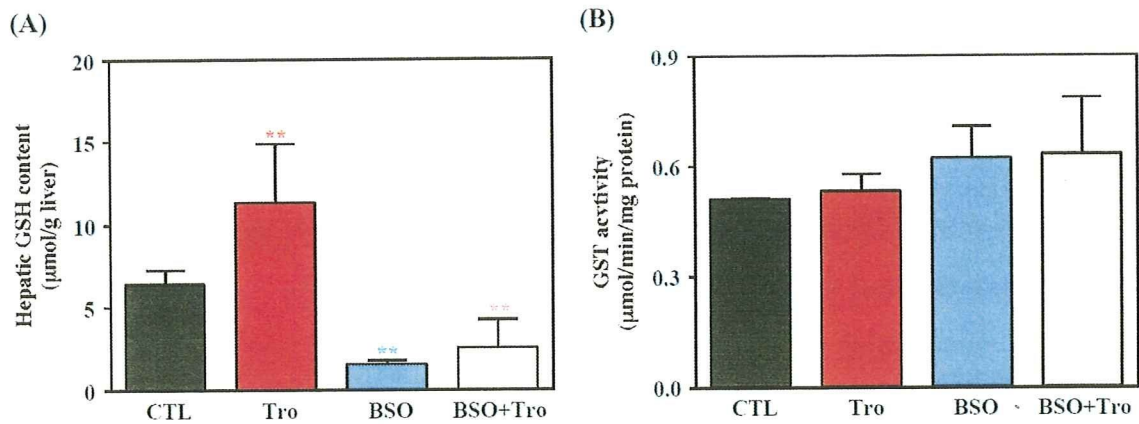 (A)
Hepatic GSH content
(μmol/g liver)
20
15
10
5
0
**
**
**
CTL
Tro
BSO
BSO+Tro
(B)
GST acvtivity
(μmol/min/mg protein)
0.9
0.6
0.3
0.0
CTL
Tro
BSO
BSO+Tro